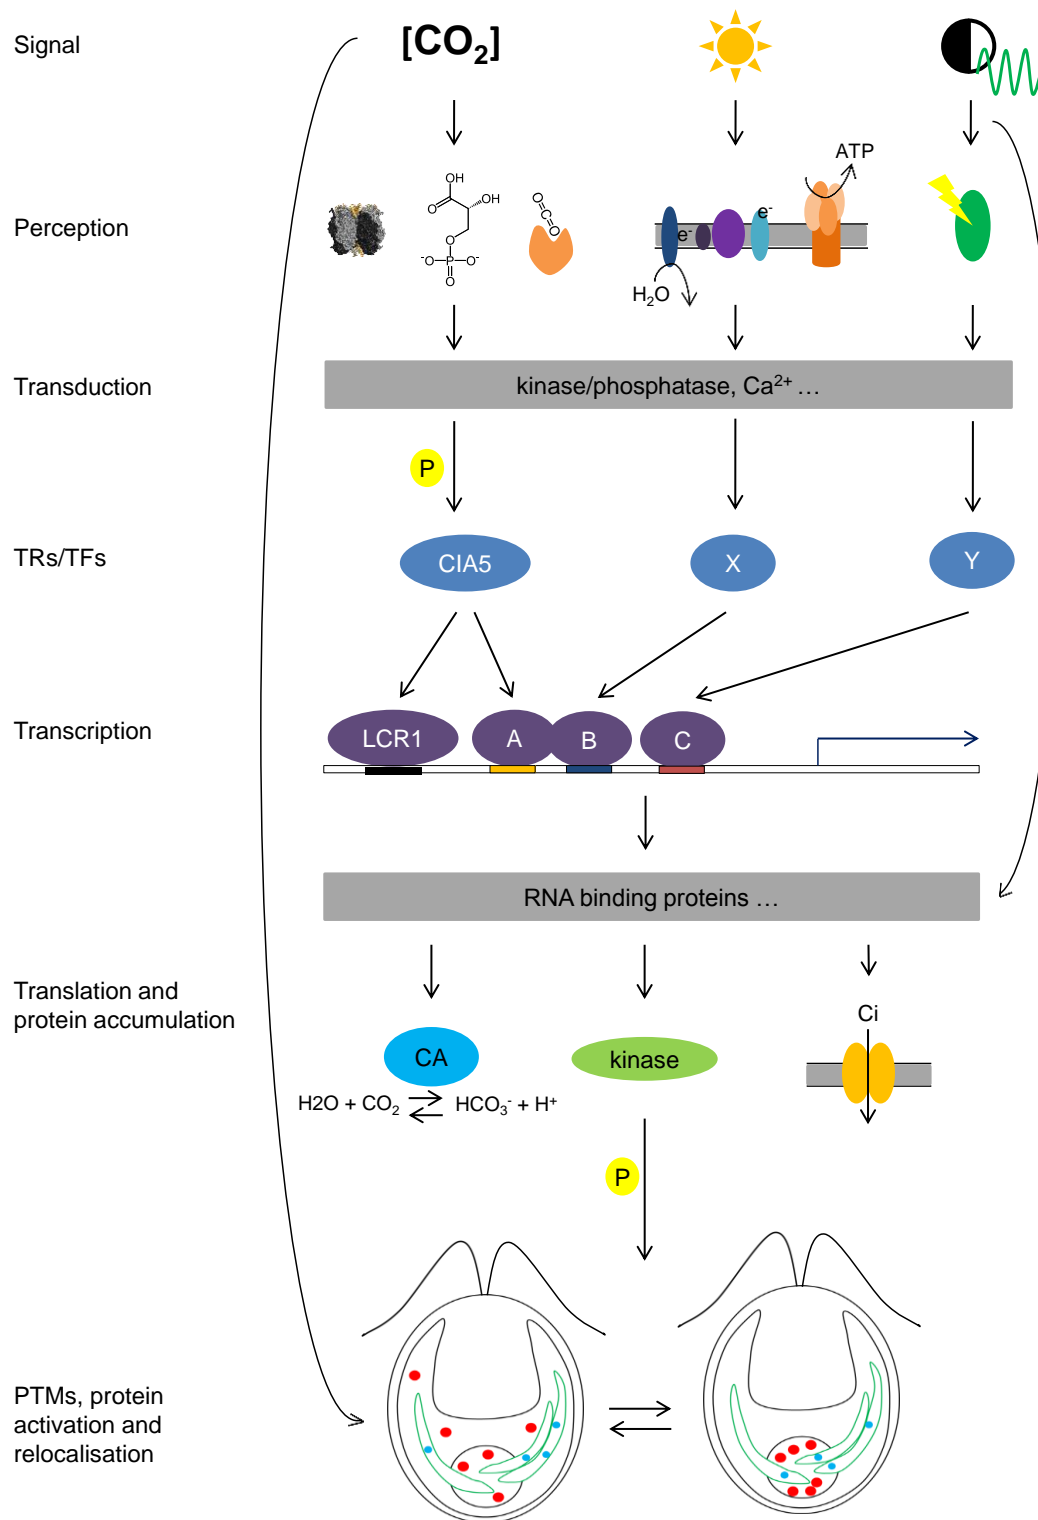 Signal
[CO₂]
Perception
OH
O
OH
O
⁻O-P-O⁻
O
O=C=O
e⁻
e⁻
ATP
H₂O
Transduction
kinase/phosphatase, Ca²⁺ …
P
TRs/TFs
CIA5
X
Y
Transcription
LCR1
A
B
C
RNA binding proteins …
Translation and
protein accumulation
Ci
CA
kinase
H2O + CO₂
HCO₃⁻ + H⁺
P
PTMs, protein
activation and
relocalisation